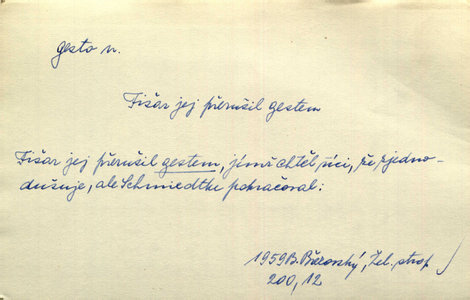 gesto n.
Fišar jej přerušil gestem
Fišar jej přerušil gestem, jímž chtěl říci, že zjedno-
dušuje, ale Schmiedtke pokračoval:
1959 B. Březovský, Žel. strop
200, 12